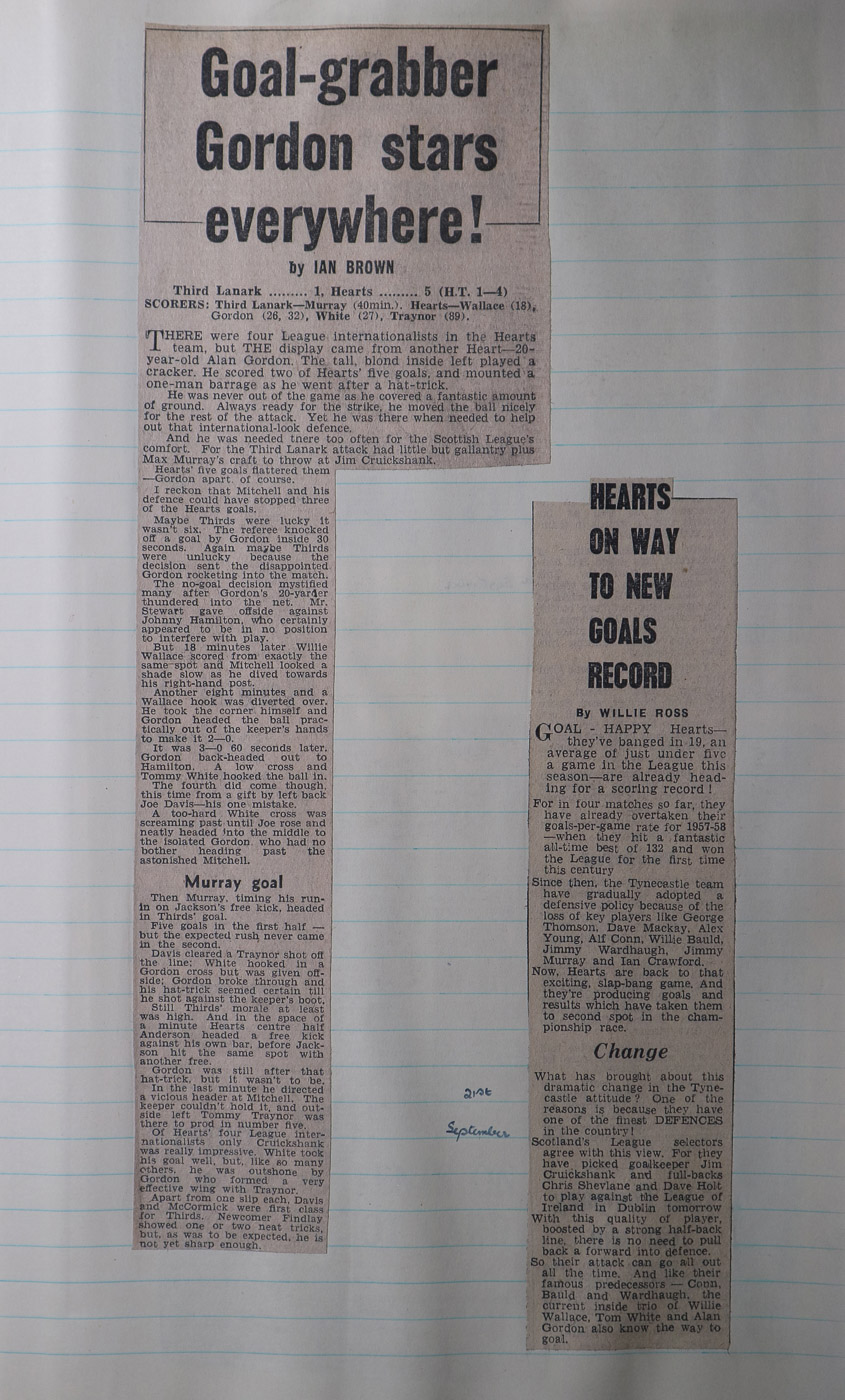 Goal-grabber
Gordon stars
everywhere!
by IAN BROWN
Third Lanark ......... 1, Hearts ......... 5 (H.T. 1—4)
SCORERS: Third Lanark—Murray (40min.). Hearts—Wallace (18),
Gordon (26, 32), White (27), Traynor (89).
THERE were four League internationalists in the Hearts
team, but THE display came from another Heart—20-
year-old Alan Gordon. The tall, blond inside left played a
cracker. He scored two of Hearts' five goals, and mounted a
one-man barrage as he went after a hat-trick.
He was never out of the game as he covered a fantastic amount
of ground. Always ready for the strike, he moved the ball nicely
for the rest of the attack. Yet he was there when needed to help
out that international-look defence.
And he was needed there too often for the Scottish League's
comfort. For the Third Lanark attack had little but gallantry plus
Max Murray's craft to throw at Jim Cruickshank.
Hearts' five goals flattered them
—Gordon apart, of course.
I reckon that Mitchell and his
defence could have stopped three
of the Hearts goals.
Maybe Thirds were lucky it
wasn't six. The referee knocked
off a goal by Gordon inside 30
seconds. Again maybe Thirds
were unlucky because the
decision sent the disappointed
Gordon rocketing into the match.
The no-goal decision mystified
many after Gordon's 20-yarder
thundered into the net. Mr.
Stewart gave offside against
Johnny Hamilton, who certainly
appeared to be in no position
to interfere with play.
But 18 minutes later Willie
Wallace scored from exactly the
same spot and Mitchell looked a
shade slow as he dived towards
his right-hand post.
Another eight minutes and a
Wallace hook was diverted over.
He took the corner himself and
Gordon headed the ball prac-
tically out of the keeper's hands
to make it 2—0.
It was 3—0 60 seconds later.
Gordon back-headed out to
Hamilton. A low cross and
Tommy White hooked the ball in.
The fourth did come though,
this time from a gift by left back
Joe Davis—his one mistake.
A too-hard White cross was
screaming past until Joe rose and
neatly headed into the middle to
the isolated Gordon, who had no
bother heading past the
astonished Mitchell.
Murray goal
Then Murray, timing his run-
in on Jackson's free kick, headed
in Thirds' goal.
Five goals in the first half —
but the expected rush never came
in the second.
Davis cleared a Traynor shot off
the line; White hooked in a
Gordon cross but was given off-
side; Gordon broke through and
his hat-trick seemed certain till
he shot against the keeper's boot.
Still Thirds' morale at least
was high. And in the space of
a minute Hearts centre half
Anderson headed a free kick
against his own bar, before Jack-
son hit the same spot with
another free.
Gordon was still after that
hat-trick, but it wasn't to be.
In the last minute he directed
a vicious header at Mitchell. The
keeper couldn't hold it, and out-
side left Tommy Traynor was
there to prod in number five.
Of Hearts' four League inter-
nationalists only Cruickshank
was really impressive. White took
his goal well, but, like so many
others, he was outshone by
Gordon who formed a very
effective wing with Traynor.
Apart from one slip each, Davis
and McCormick were first class
for Thirds. Newcomer Findlay
showed one or two neat tricks,
but, as was to be expected, he is
not yet sharp enough.
21st
September
HEARTS
ON WAY
TO NEW
GOALS
RECORD
By WILLIE ROSS
GOAL - HAPPY Hearts—
they've banged in 19, an
average of just under five
a game in the League this
season—are already head-
ing for a scoring record!
For in four matches so far, they
have already overtaken their
goals-per-game rate for 1957-58
—when they hit a fantastic
all-time best of 132 and won
the League for the first time
this century
Since then, the Tynecastle team
have gradually adopted a
defensive policy because of the
loss of key players like George
Thomson, Dave Mackay, Alex
Young, Alf Conn, Willie Bauld,
Jimmy Wardhaugh, Jimmy
Murray and Ian Crawford.
Now, Hearts are back to that
exciting, slap-bang game. And
they're producing goals and
results which have taken them
to second spot in the cham-
pionship race.
Change
What has brought about this
dramatic change in the Tyne-
castle attitude? One of the
reasons is because they have
one of the finest DEFENCES
in the country!
Scotland's League selectors
agree with this view. For they
have picked goalkeeper Jim
Cruickshank and full-backs
Chris Shevlane and Dave Holt
to play against the League of
Ireland in Dublin tomorrow
With this quality of player,
boosted by a strong half-back
line, there is no need to pull
back a forward into defence.
So their attack can go all out
all the time. And like their
famous predecessors — Conn,
Bauld and Wardhaugh, the
current inside trio of Willie
Wallace, Tom White and Alan
Gordon also know the way to
goal.